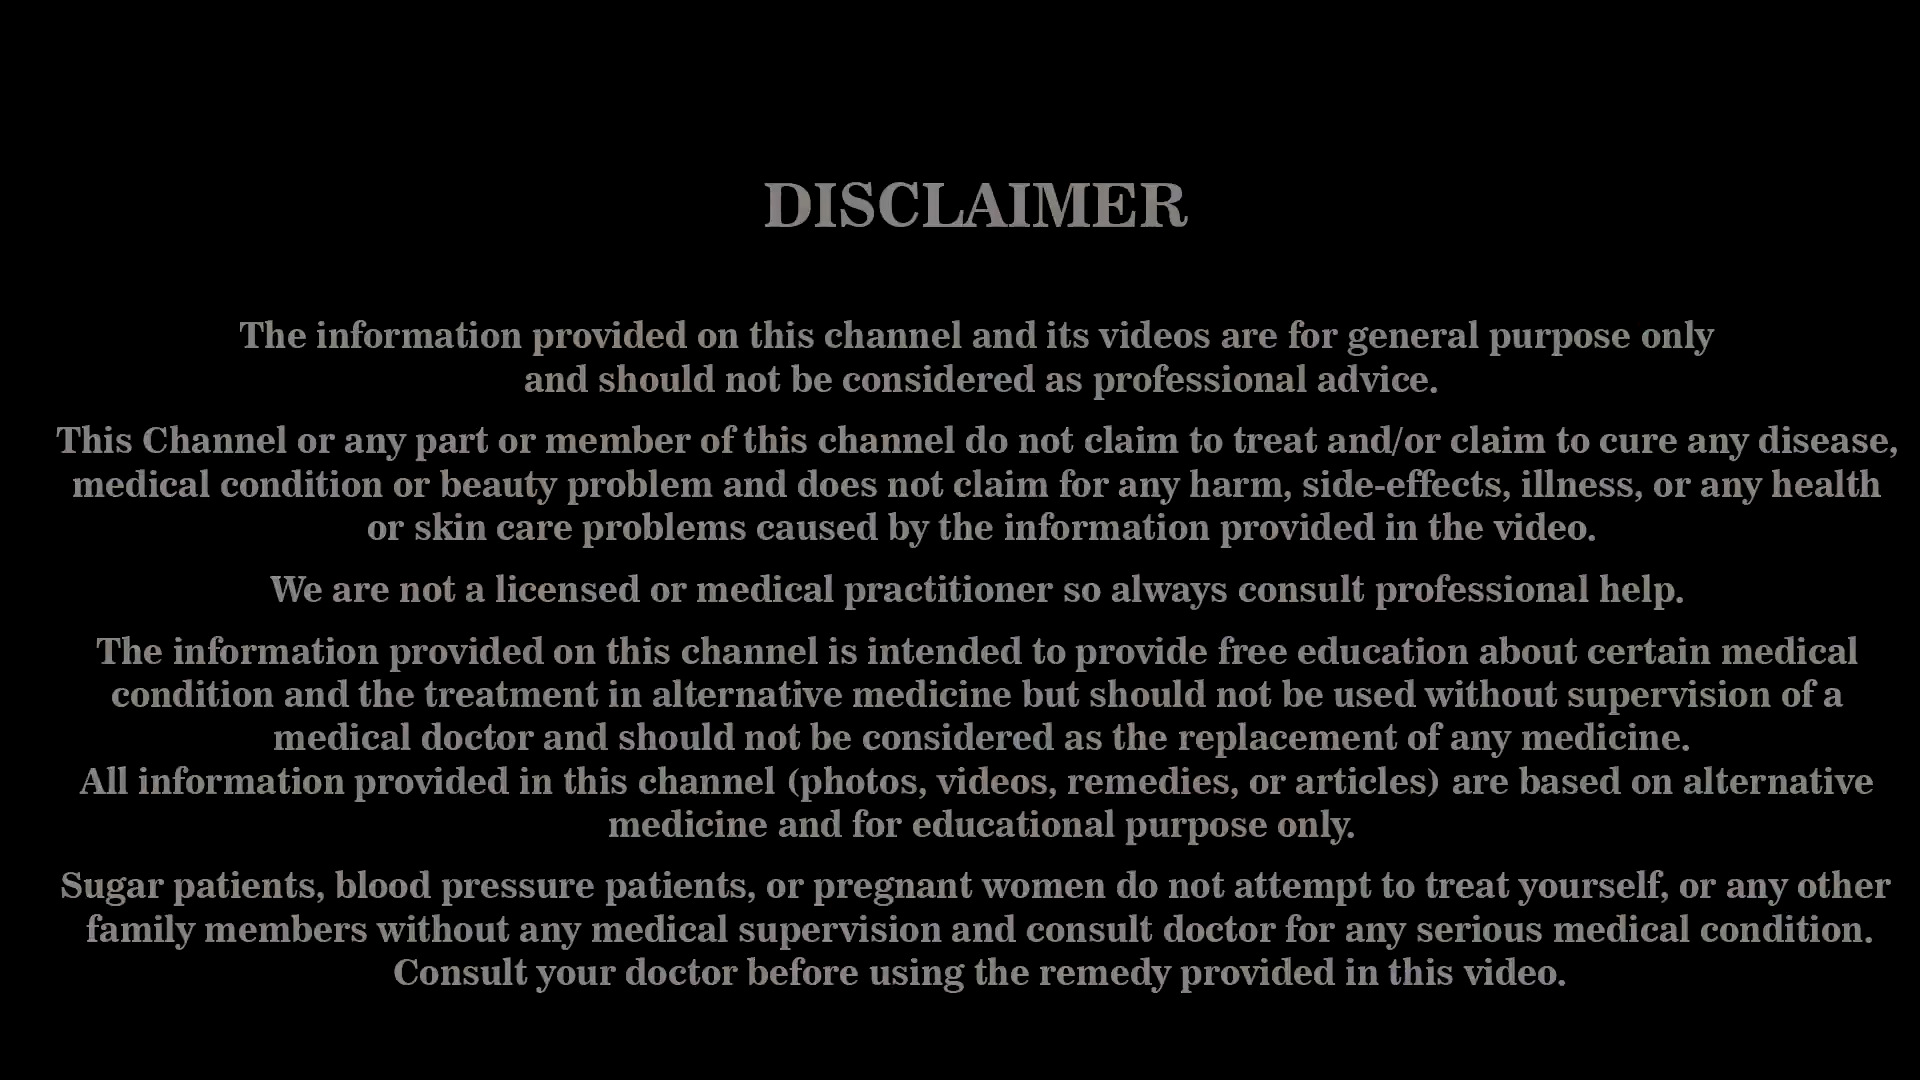 DISCLAIMER
The information provided on this channel and its videos are for general purpose only
and should not be considered as professional advice.
This Channel or any part or member of this channel do not claim to treat and/or claim to cure any disease,
medical condition or beauty problem and does not claim for any harm, side-effects, illness, or any health
or skin care problems caused by the information provided in the video.
We are not a licensed or medical practitioner so always consult professional help.
The information provided on this channel is intended to provide free education about certain medical
condition and the treatment in alternative medicine but should not be used without supervision of a
medical doctor and should not be considered as the replacement of any medicine.
All information provided in this channel (photos, videos, remedies, or articles) are based on alternative
medicine and for educational purpose only.
Sugar patients, blood pressure patients, or pregnant women do not attempt to treat yourself, or any other
family members without any medical supervision and consult doctor for any serious medical condition.
Consult your doctor before using the remedy provided in this video.